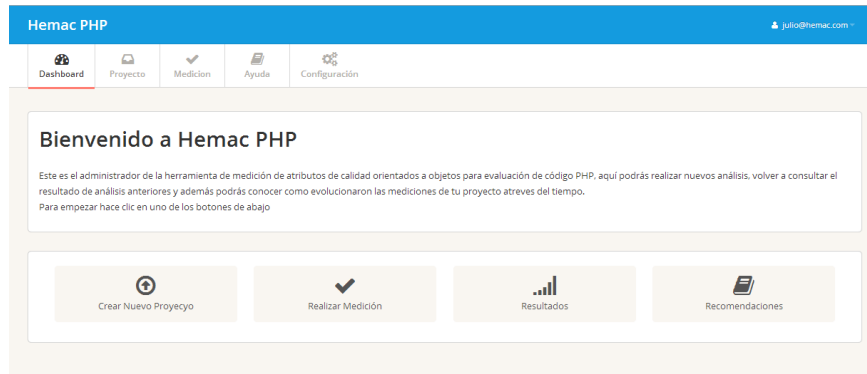 Hemac PHP
julio@hemac.com
Dashboard
Proyecto
Medicion
Ayuda
Configuración
Bienvenido a Hemac PHP
Este es el administrador de la herramienta de medición de atributos de calidad orientados a objetos para evaluación de código PHP, aquí podrás realizar nuevos análisis, volver a consultar el
resultado de análisis anteriores y además podrás conocer como evolucionaron las mediciones de tu proyecto atreves del tiempo.
Para empezar hace clic en uno de los botones de abajo
Crear Nuevo Proyecyo
Realizar Medición
Resultados
Recomendaciones